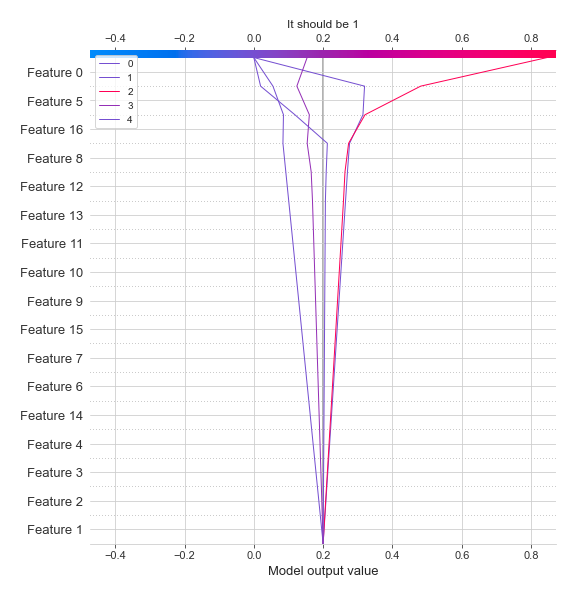 It should be 1
−0.4 −0.2 0.0 0.2 0.4 0.6 0.8
0
1
2
3
4
Feature 0
Feature 5
Feature 16
Feature 8
Feature 12
Feature 13
Feature 11
Feature 10
Feature 9
Feature 15
Feature 7
Feature 6
Feature 14
Feature 4
Feature 3
Feature 2
Feature 1
−0.4 −0.2 0.0 0.2 0.4 0.6 0.8
Model output value